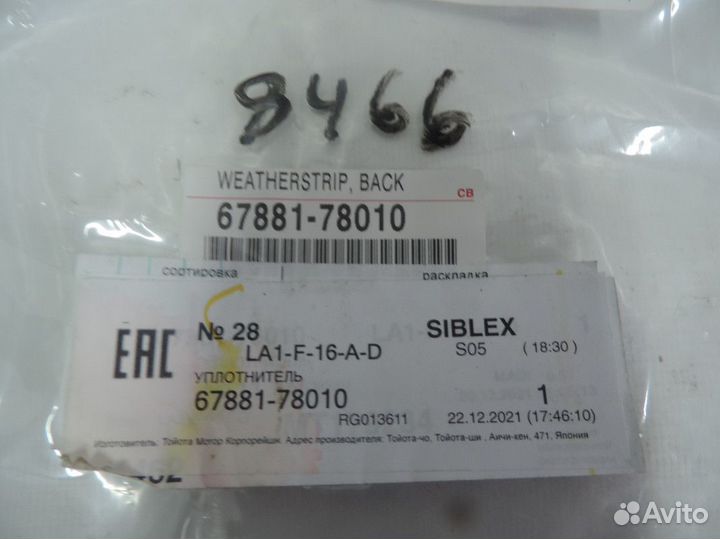 8466
WEATHERSTRIP, BACK
CB
67881-78010
сортировка раскладка
EAC № 28 SIBLEX
LA1-F-16-A-D S05 (18:30)
УПЛОТНИТЕЛЬ
67881-78010 1
RG013611 22.12.2021 (17:46:10)
Изготовитель: Тойота Мотор Корпорейшн. Адрес производителя: Тойота-чо, Тойота-ши , Аичи-кен, 471, Япония
Avito